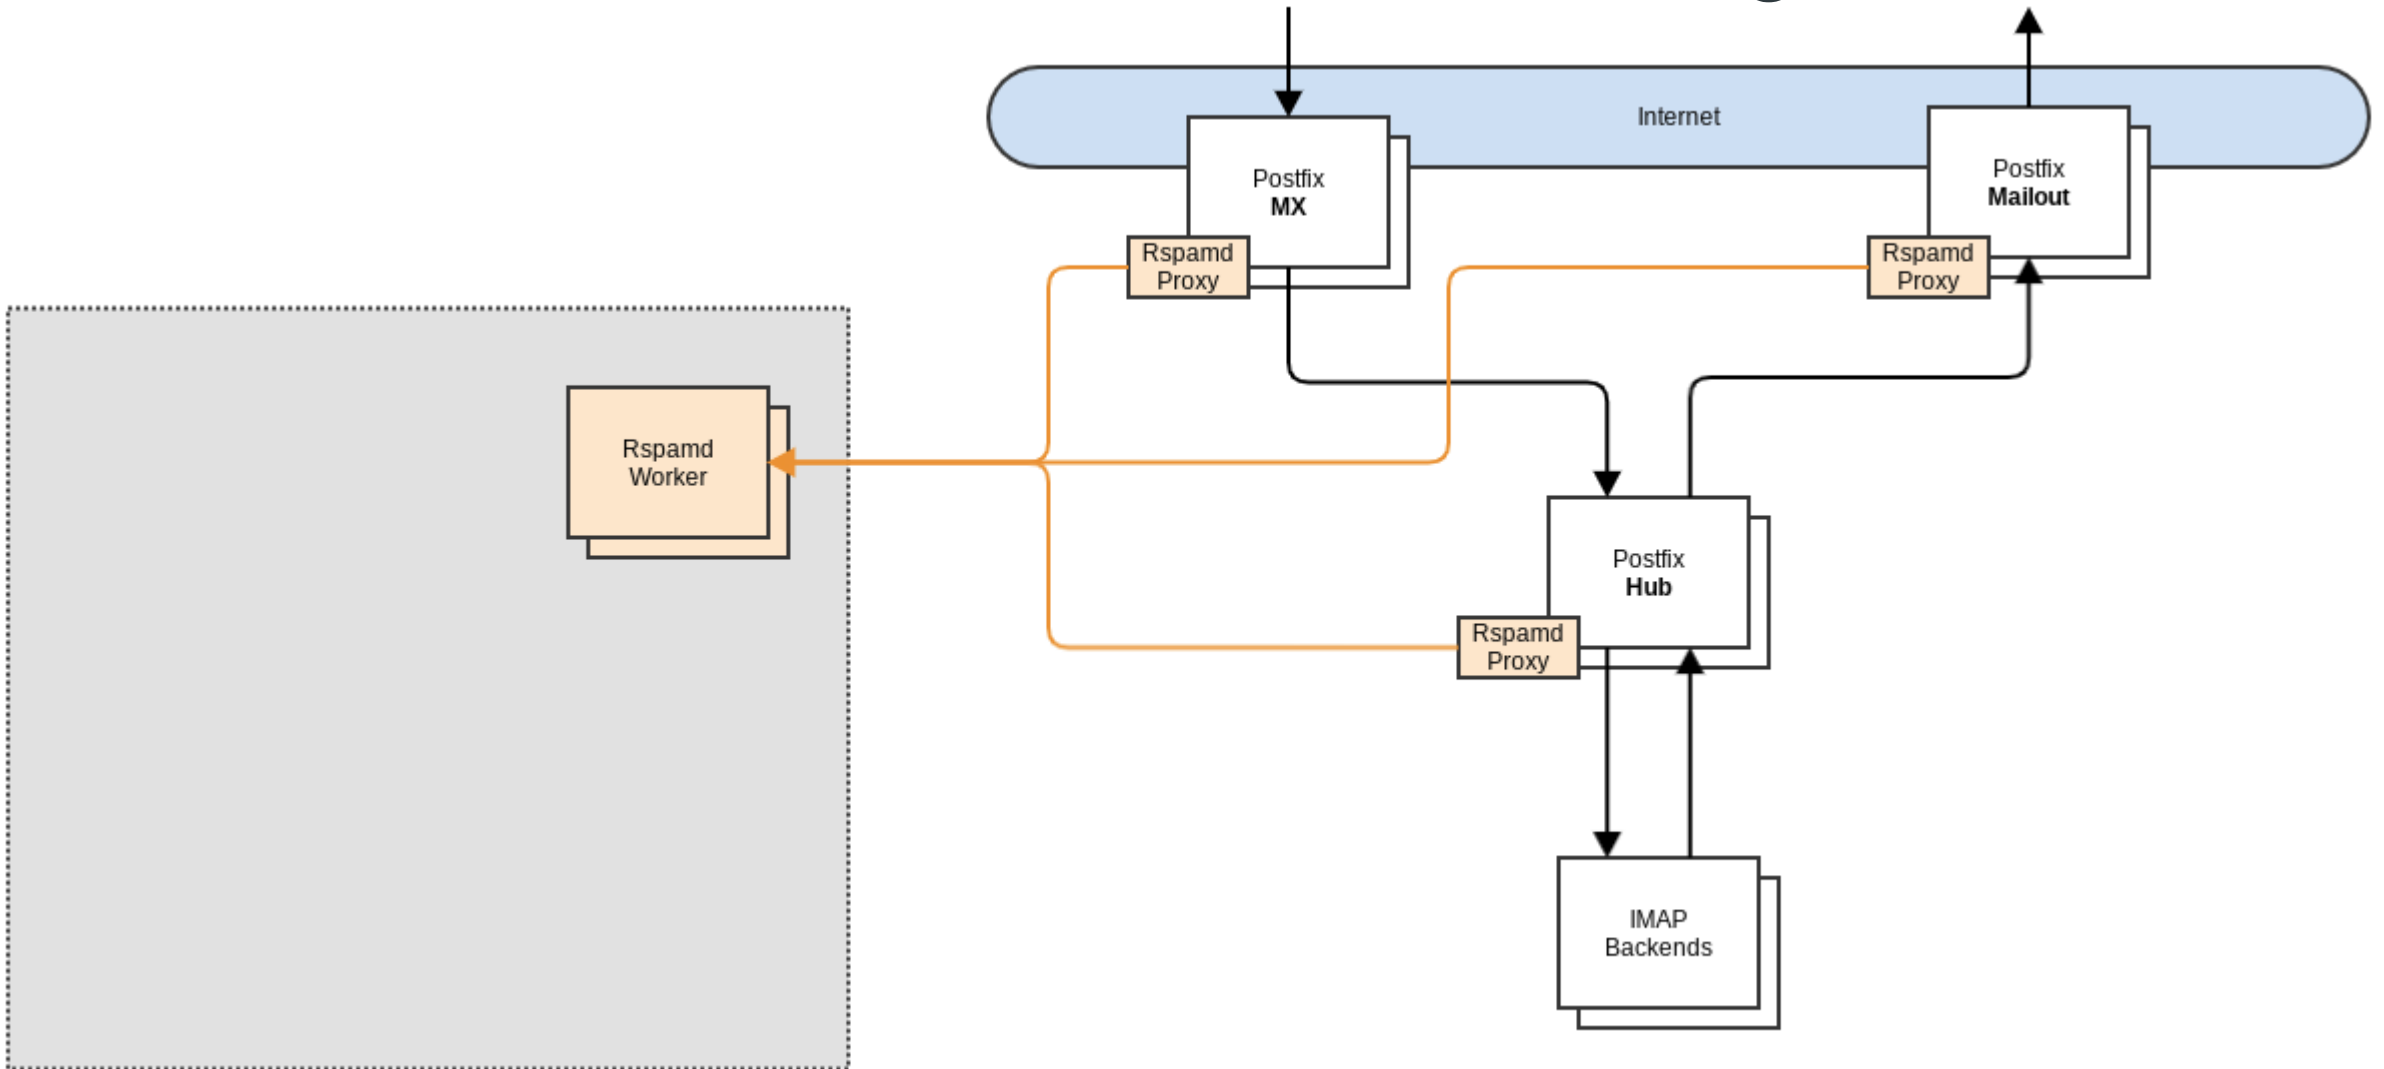 Internet
Postfix
MX
Postfix
Mailout
Rspamd
Proxy
Rspamd
Proxy
Rspamd
Worker
Postfix
Hub
Rspamd
Proxy
IMAP
Backends